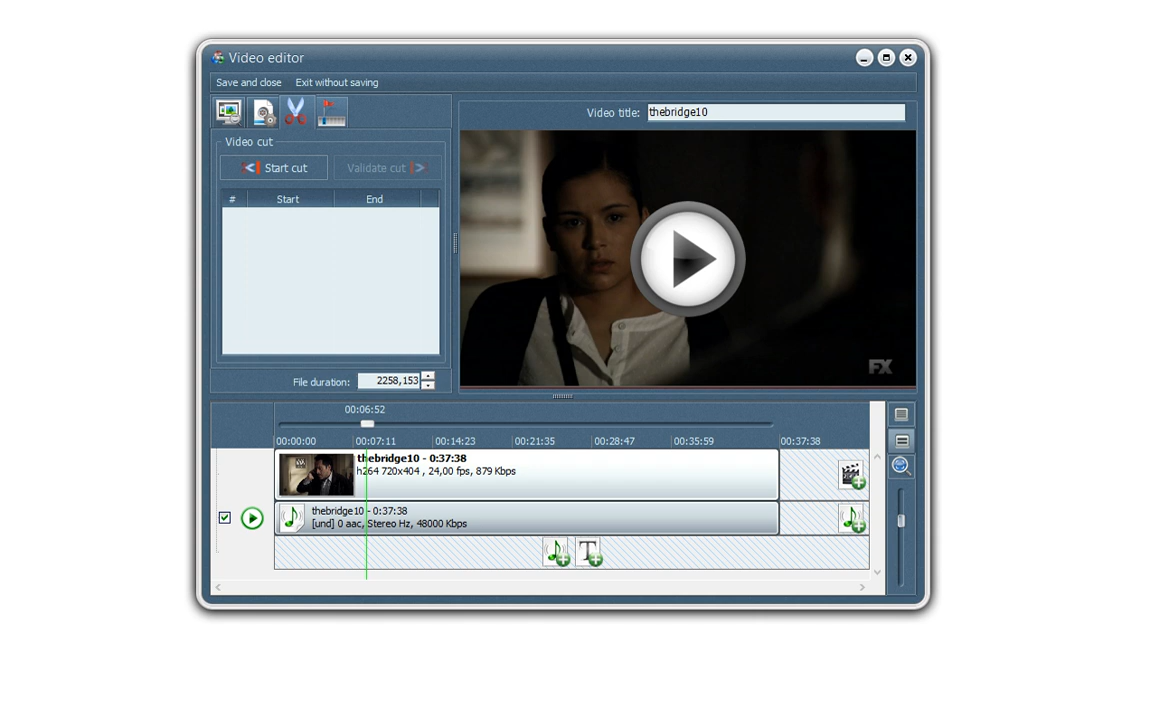 Video editor
Save and close Exit without saving
Video title: thebridge10
Video cut
Start cut Validate cut
# Start End
FX
File duration: 2258,153
00:06:52
00:00:00 00:07:11 00:14:23 00:21:35 00:28:47 00:35:59 00:37:38
thebridge10 - 0:37:38
h264 720x404 , 24,00 fps, 879 Kbps
thebridge10 - 0:37:38
[und] 0 aac, Stereo Hz, 48000 Kbps
T